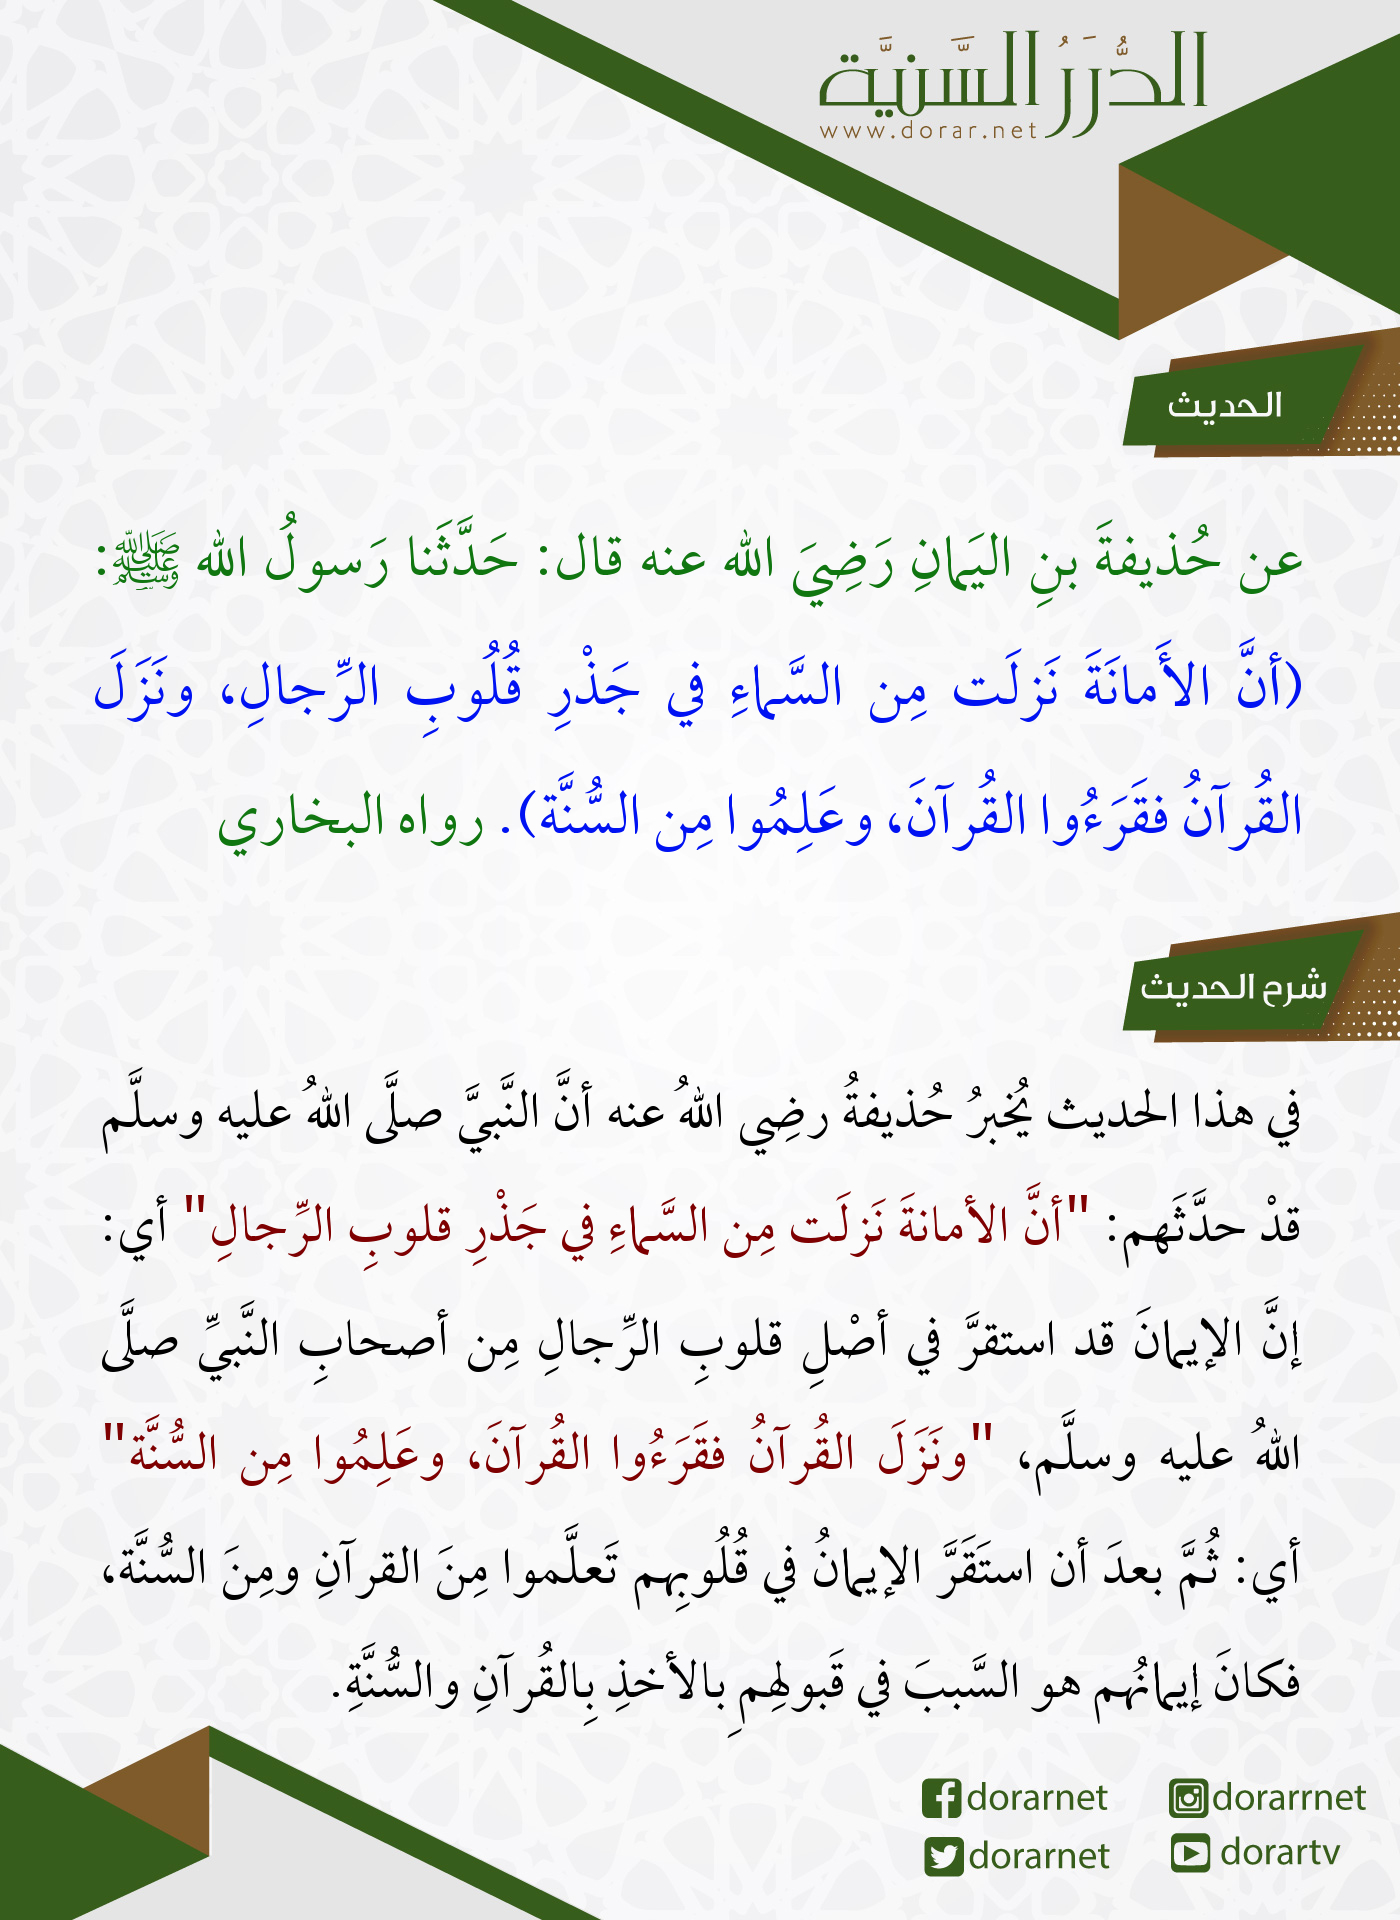 الدُّرَرُ السَّنيَّة
www.dorar.net
الحديث
عن حُذيفةَ بنِ اليَمانِ رَضِيَ الله عنه قال: حَدَّثَنا رَسولُ الله ﷺ:
(أنَّ الأَمانَةَ نَزلَت مِن السَّماءِ في جَذْرِ قُلُوبِ الرِّجالِ، ونَزَلَ
القُرآنُ فقَرَءُوا القُرآنَ، وعَلِمُوا مِن السُّنَّة). رواه البخاري
شرح الحديث
في هذا الحديث يُخبرُ حُذيفةُ رضِي اللهُ عنه أنَّ النَّبيَّ صلَّى اللهُ عليه وسلَّم
قدْ حدَّثَهم: "أنَّ الأمانةَ نَزلَت مِن السَّماءِ في جَذْرِ قلوبِ الرِّجالِ" أي:
إنَّ الإيمانَ قد استقرَّ في أصْلِ قلوبِ الرِّجالِ مِن أصحابِ النَّبيِّ صلَّى
اللهُ عليه وسلَّم، "ونَزَلَ القُرآنُ فقَرَءُوا القُرآنَ، وعَلِمُوا مِن السُّنَّة"
أي: ثُمَّ بعدَ أن استَقَرَّ الإيمانُ في قُلُوبِهم تَعلَّموا مِنَ القرآنِ ومِنَ السُّنَّة،
فكانَ إيمانُهم هو السَّببَ في قَبولِهمِ بِالأخذِ بِالقُرآنِ والسُّنَّةِ.
dorarnet
dorarrnet
dorarnet
dorartv